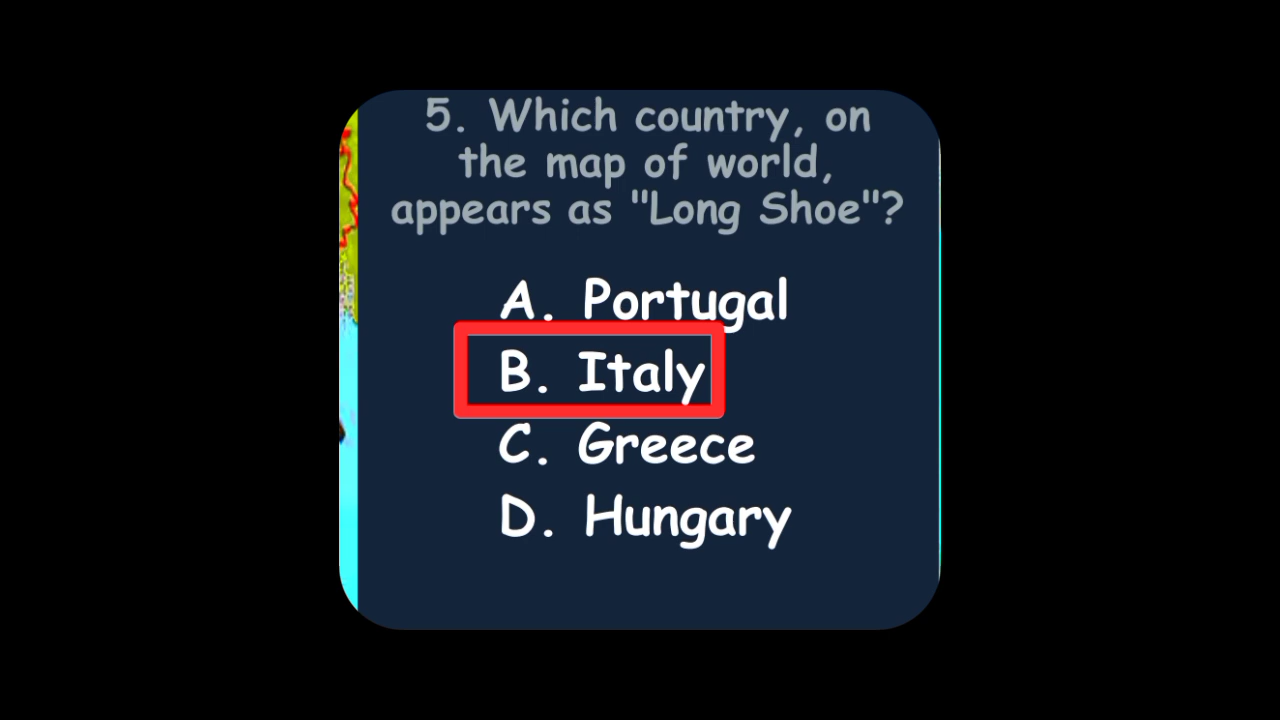 5. Which country, on
the map of world,
appears as "Long Shoe"?
A. Portugal
B. Italy
C. Greece
D. Hungary